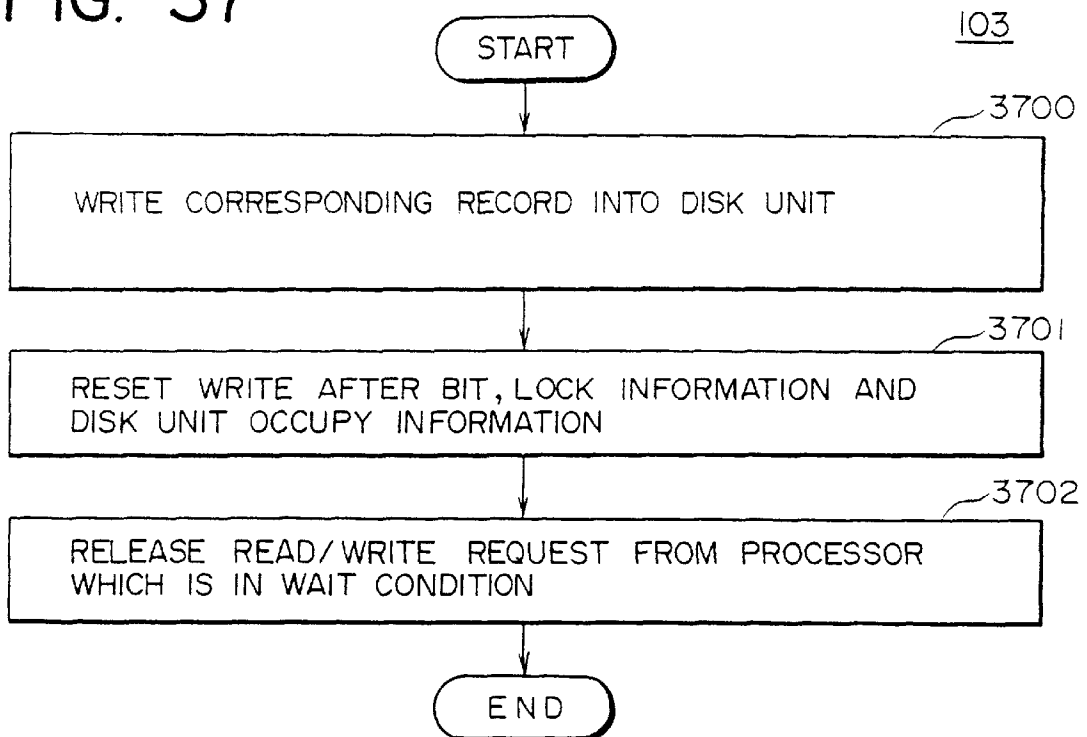 FIG. 37
103
START
3700
WRITE CORRESPONDING RECORD INTO DISK UNIT
3701
RESET WRITE AFTER BIT, LOCK INFORMATION AND
DISK UNIT OCCUPY INFORMATION
3702
RELEASE READ/WRITE REQUEST FROM PROCESSOR
WHICH IS IN WAIT CONDITION
END